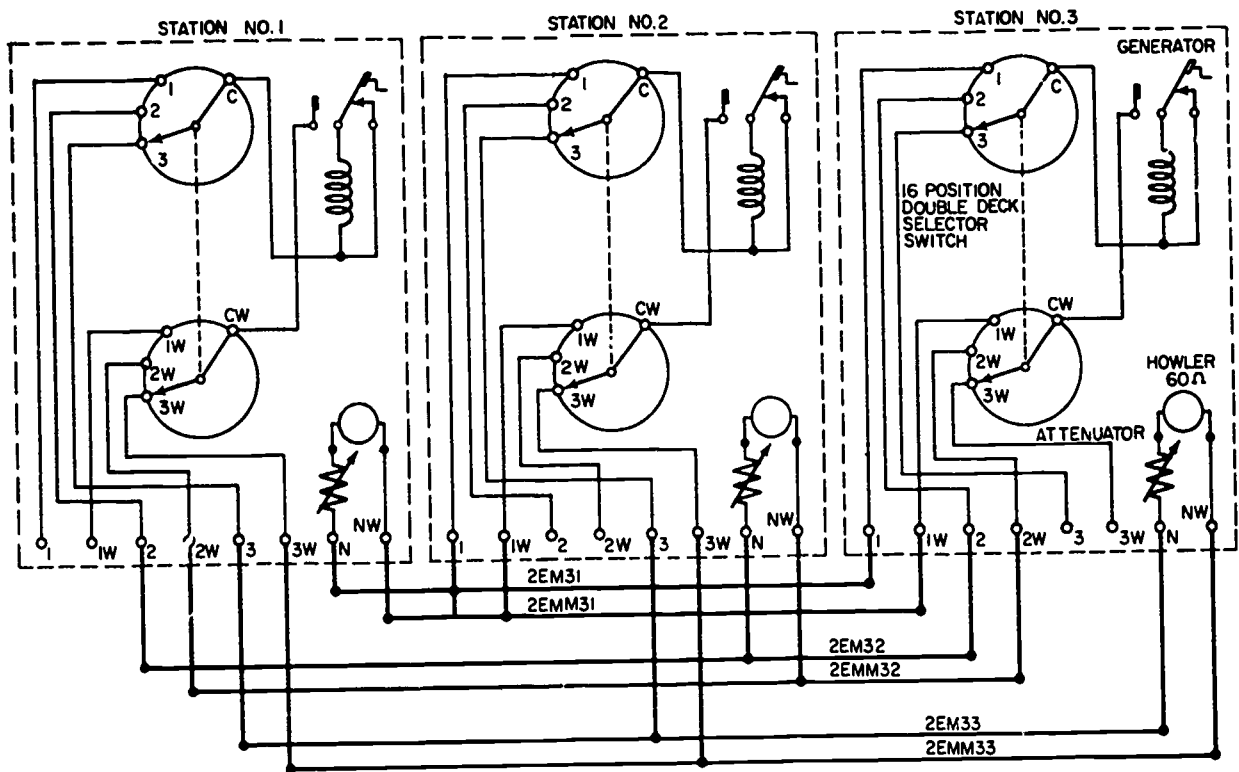 STATION NO. 1
STATION NO. 2
STATION NO. 3
1
2
3
C
1W
2W
3W
CW
1
1W
2
2W
3
3W
N
NW
1
2
3
C
1W
2W
3W
CW
1
1W
2
2W
3
3W
N
NW
GENERATOR
1
2
3
C
16 POSITION
DOUBLE DECK
SELECTOR
SWITCH
1W
2W
3W
CW
HOWLER
60Ω
ATTENUATOR
1
1W
2
2W
3
3W
N
NW
2EM31
2EMM31
2EM32
2EMM32
2EM33
2EMM33